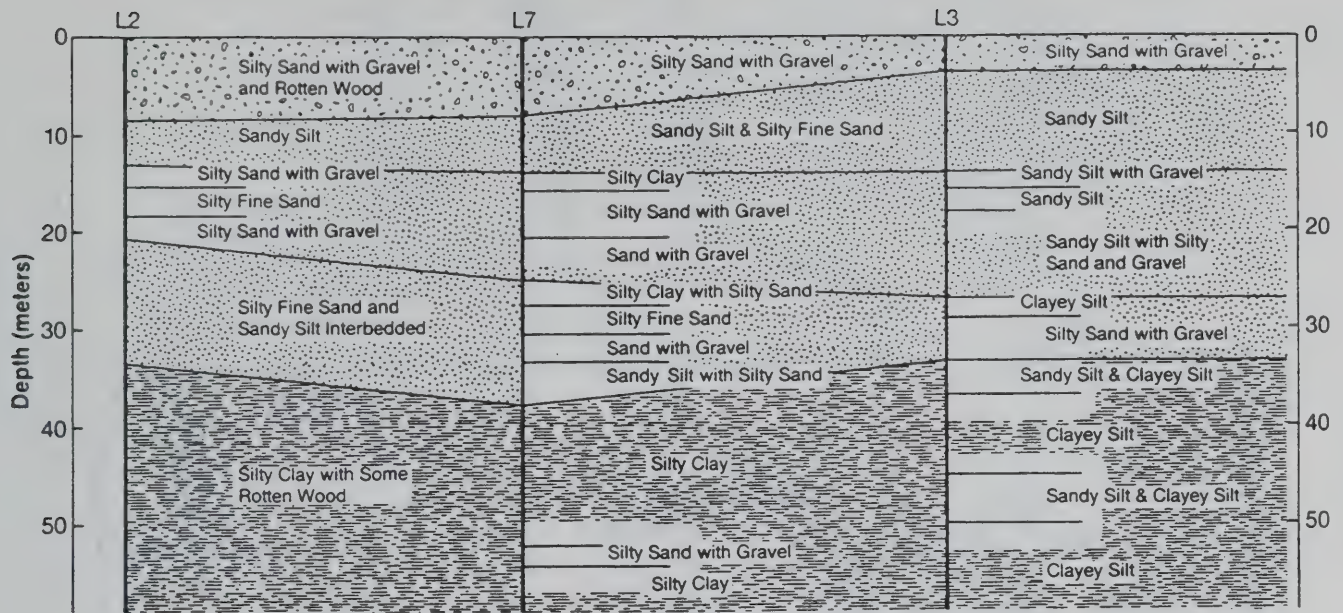 L2
L7
L3
0
10
20
30
40
50
Depth (meters)
Silty Sand with Gravel
and Rotten Wood
Sandy Silt
Silty Sand with Gravel
Silty Fine Sand
Silty Sand with Gravel
Silty Fine Sand and
Sandy Silt Interbedded
Silty Clay with Some
Rotten Wood
Silty Sand with Gravel
Sandy Silt & Silty Fine Sand
Silty Clay
Silty Sand with Gravel
Sand with Gravel
Silty Clay with Silty Sand
Silty Fine Sand
Sand with Gravel
Sandy Silt with Silty Sand
Silty Clay
Silty Sand with Gravel
Silty Clay
Silty Sand with Gravel
Sandy Silt
Sandy Silt with Gravel
Sandy Silt
Sandy Silt with Silty
Sand and Gravel
Clayey Silt
Silty Sand with Gravel
Sandy Silt & Clayey Silt
Clayey Silt
Sandy Silt & Clayey Silt
Clayey Silt
0
10
20
30
40
50